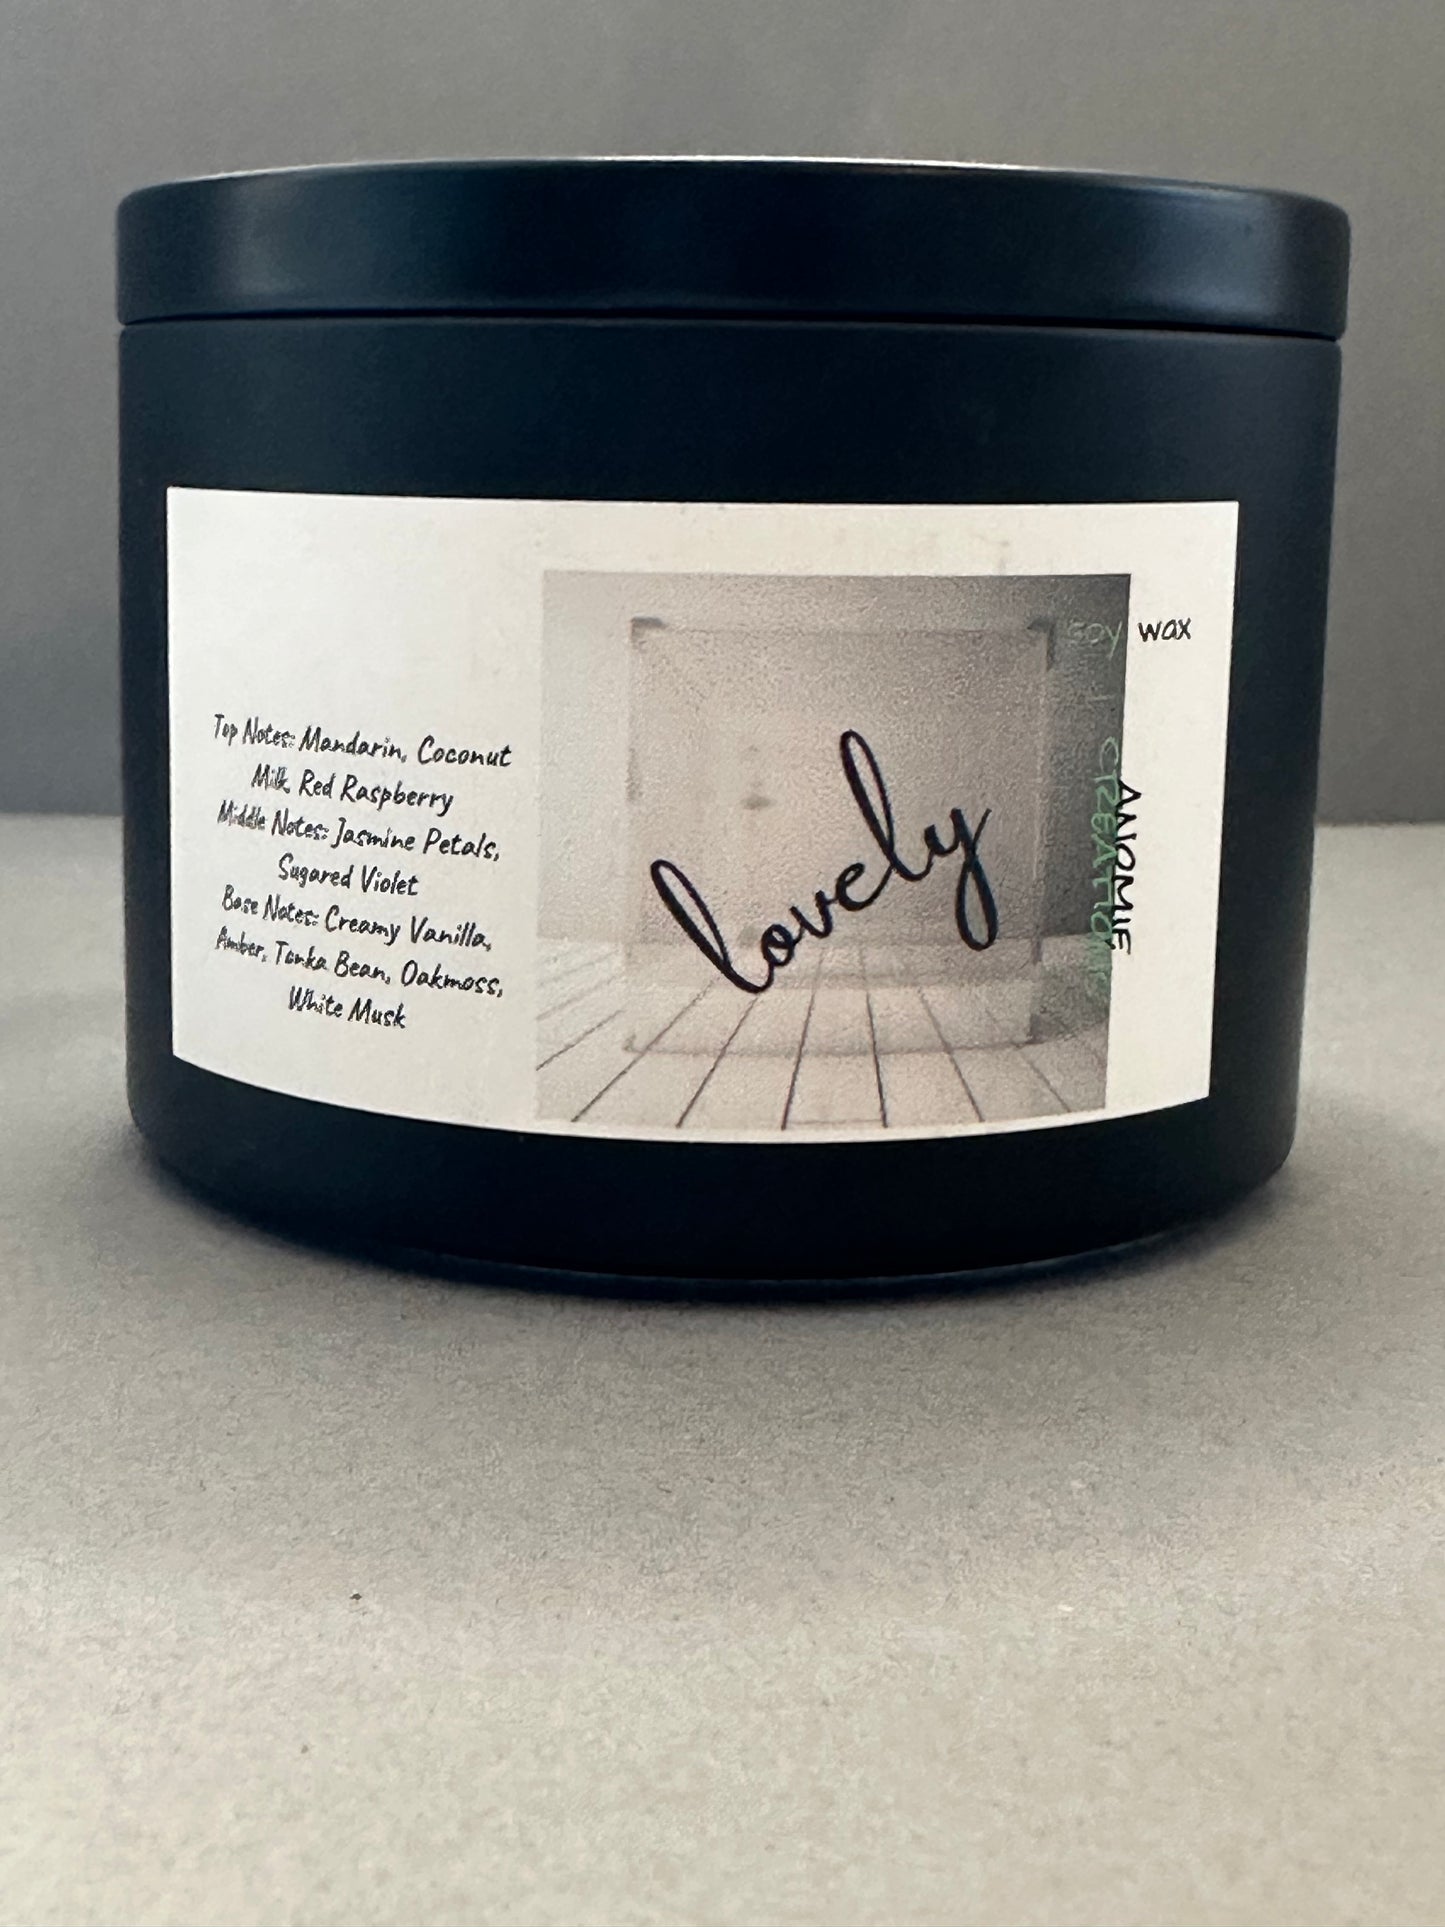 Top Notes: Mandarin, Coconut
Milk, Red Raspberry
Middle Notes: Jasmine Petals,
Sugared Violet
Base Notes: Creamy Vanilla,
Amber, Tonka Bean, Oakmoss,
White Musk
lovely
soy wax
ANOMIE
CREATIONS